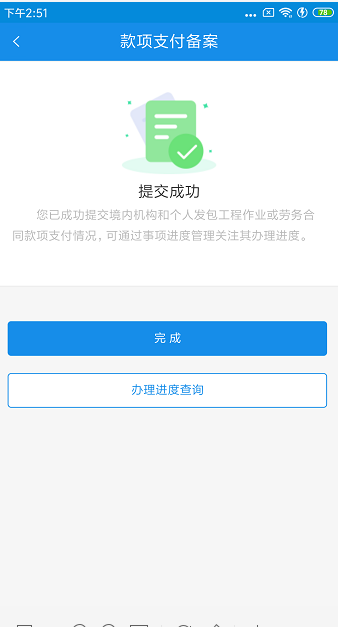 下午2:51
78
款项支付备案
提交成功
您已成功提交境内机构和个人发包工程作业或劳务合
同款项支付情况，可通过事项进度管理关注其办理进度。
完成
办理进度查询